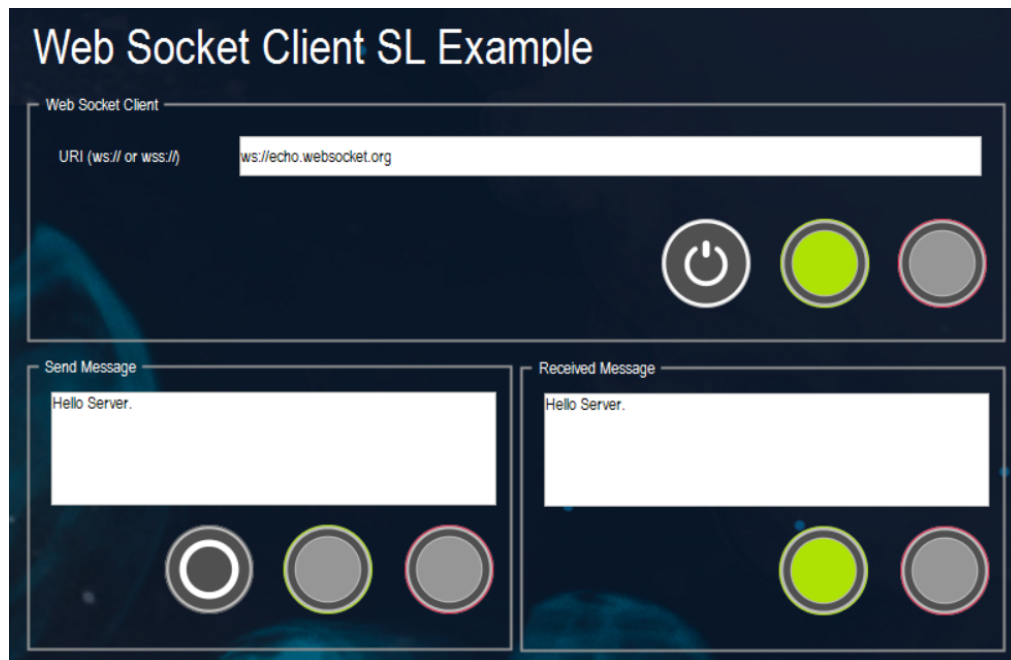 Web Socket Client SL Example
Web Socket Client
URI (ws:// or wss://)
ws://echo.websocket.org
Send Message
Hello Server.
Received Message
Hello Server.